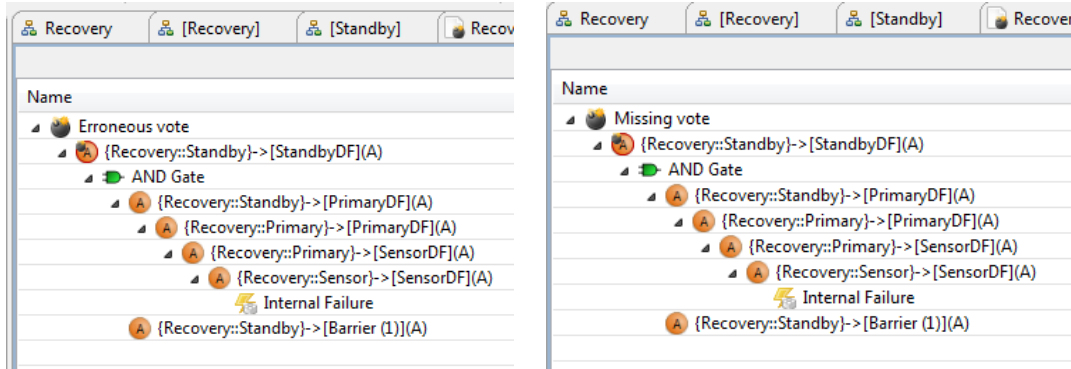 Recovery
[Recovery]
[Standby]
Recov
Name
Erroneous vote
A {Recovery::Standby}->[StandbyDF](A)
AND Gate
A {Recovery::Standby}->[PrimaryDF](A)
A {Recovery::Primary}->[PrimaryDF](A)
A {Recovery::Primary}->[SensorDF](A)
A {Recovery::Sensor}->[SensorDF](A)
Internal Failure
A {Recovery::Standby}->[Barrier (1)](A)
Recovery
[Recovery]
[Standby]
Recover
Name
Missing vote
A {Recovery::Standby}->[StandbyDF](A)
AND Gate
A {Recovery::Standby}->[PrimaryDF](A)
A {Recovery::Primary}->[PrimaryDF](A)
A {Recovery::Primary}->[SensorDF](A)
A {Recovery::Sensor}->[SensorDF](A)
Internal Failure
A {Recovery::Standby}->[Barrier (1)](A)